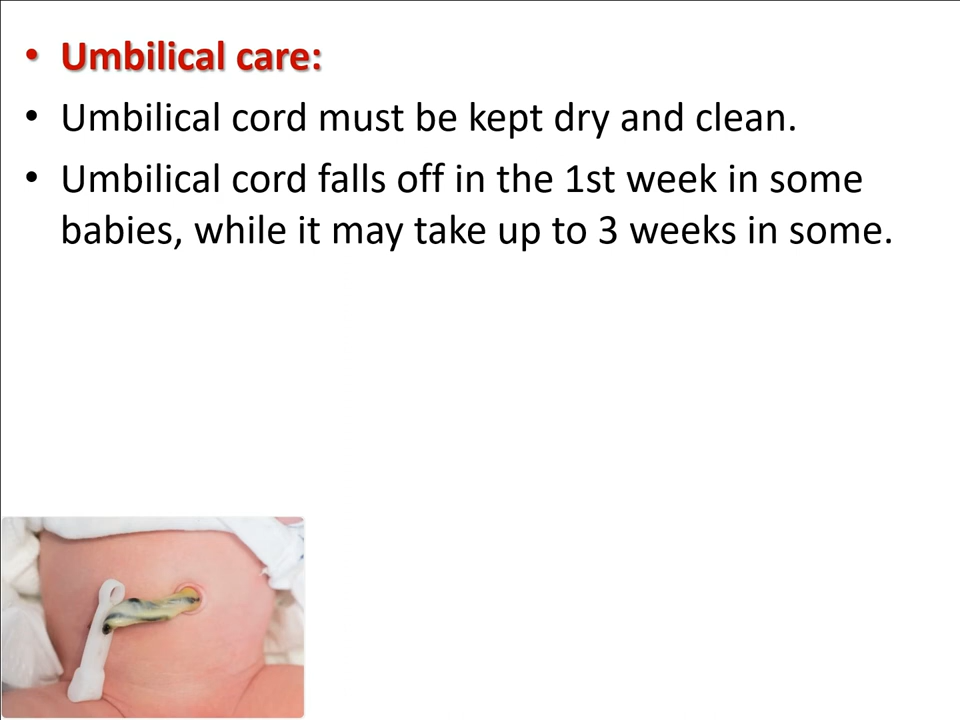 • Umbilical care:
• Umbilical cord must be kept dry and clean.
• Umbilical cord falls off in the 1st week in some
babies, while it may take up to 3 weeks in some.